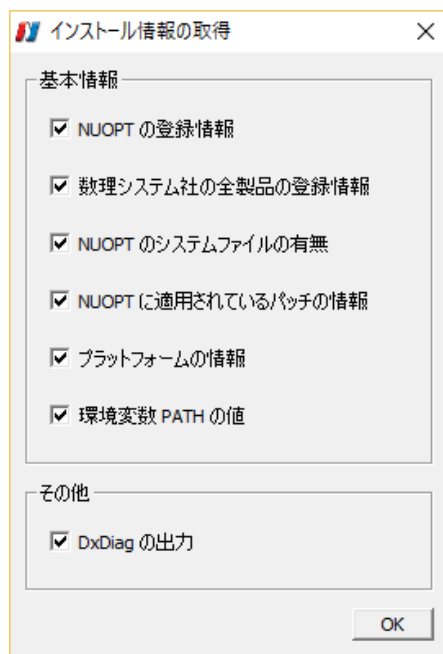 インストール情報の取得
基本情報
NUOPT の登録情報
数理システム社の全製品の登録情報
NUOPT のシステムファイルの有無
NUOPT に適用されているパッチの情報
プラットフォームの情報
環境変数 PATH の値
その他
DxDiag の出力
OK